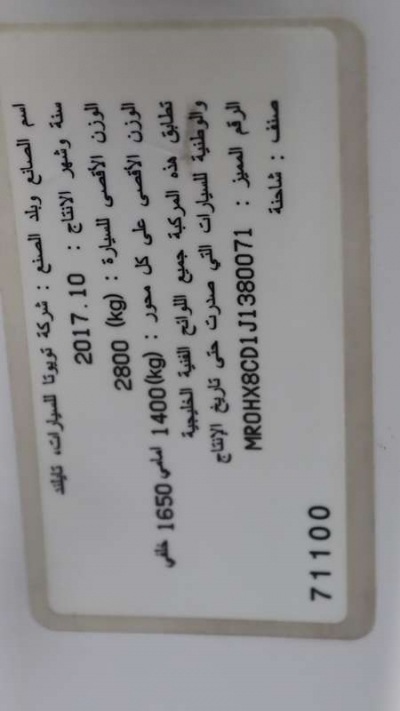 اسم الصانع وبلد الصنع : شركة تويوتا للسيارات، تايلند
سنة وشهر الانتاج : 2017.10
الوزن الأقصى للسيارة : 2800 (kg)
الوزن الأقصى على كل محور : 1400(kg) امامي 1650 خلفي
تطابق هذه المركبة جميع اللوائح الفنية الخليجية
والوطنية للسيارات التي صدرت حتى تاريخ الإنتاج
الرقم المميز : MR0HX8CD1J1380071
صنف : شاحنة
71100